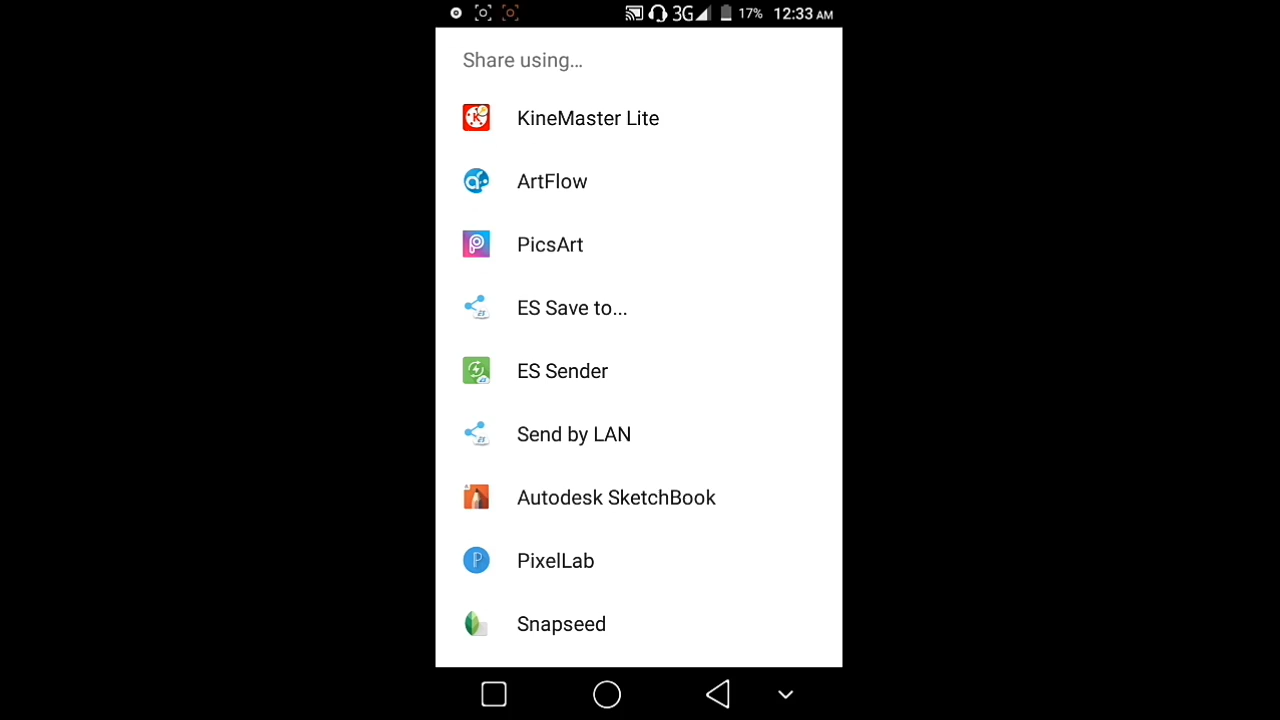 3G 17% 12:33 AM
Share using...
KineMaster Lite
ArtFlow
PicsArt
ES Save to...
ES Sender
Send by LAN
Autodesk SketchBook
PixelLab
Snapseed